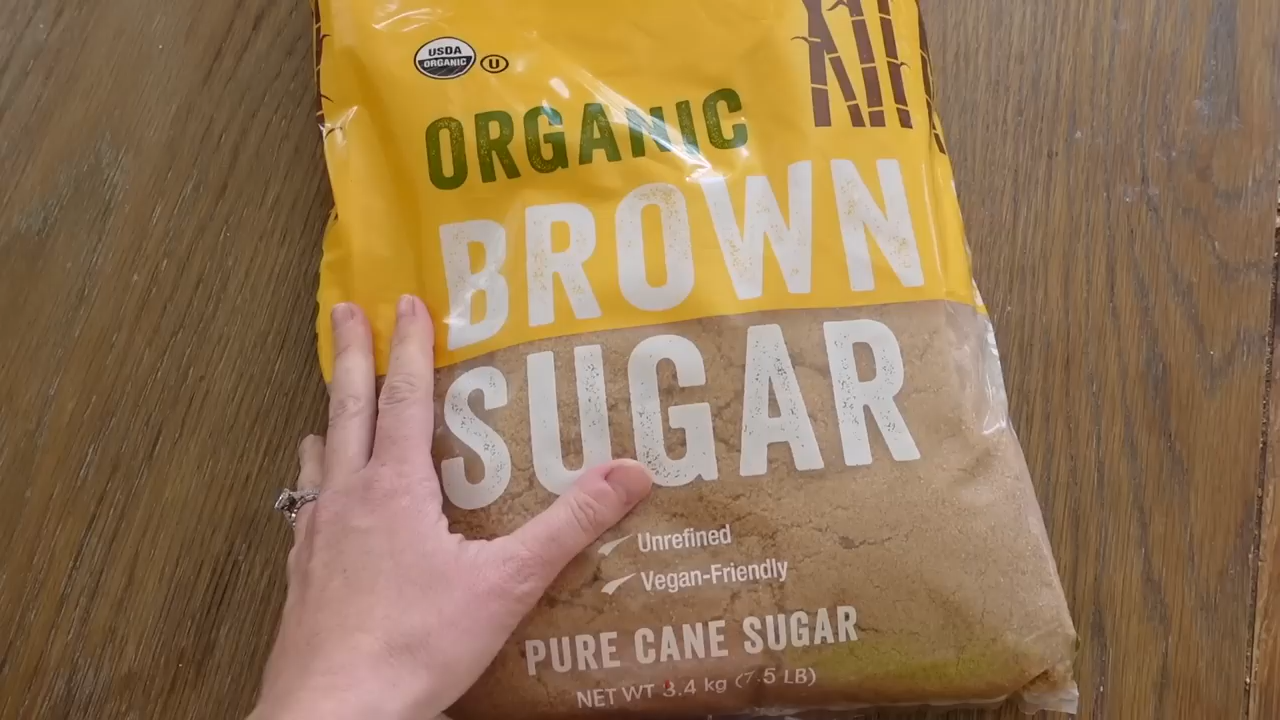 USDA
ORGANIC
U
ORGANIC
BROWN
SUGAR
Unrefined
Vegan-Friendly
PURE CANE SUGAR
NET WT 3.4 kg (7.5 LB)